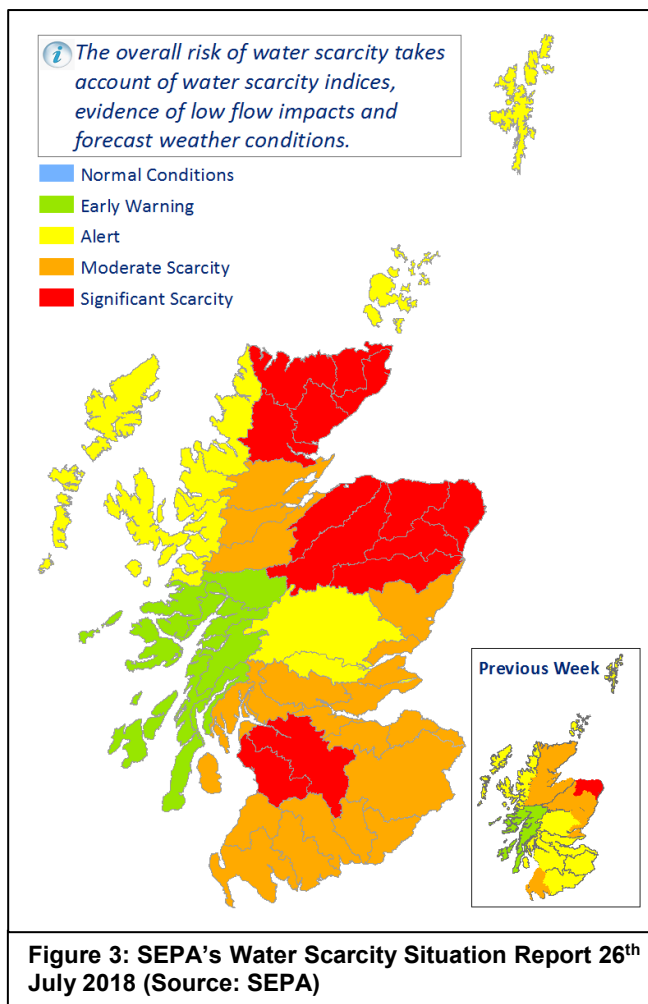 i
The overall risk of water scarcity takes
account of water scarcity indices,
evidence of low flow impacts and
forecast weather conditions.
Normal Conditions
Early Warning
Alert
Moderate Scarcity
Significant Scarcity
Previous Week
Figure 3: SEPA’s Water Scarcity Situation Report 26th
July 2018 (Source: SEPA)